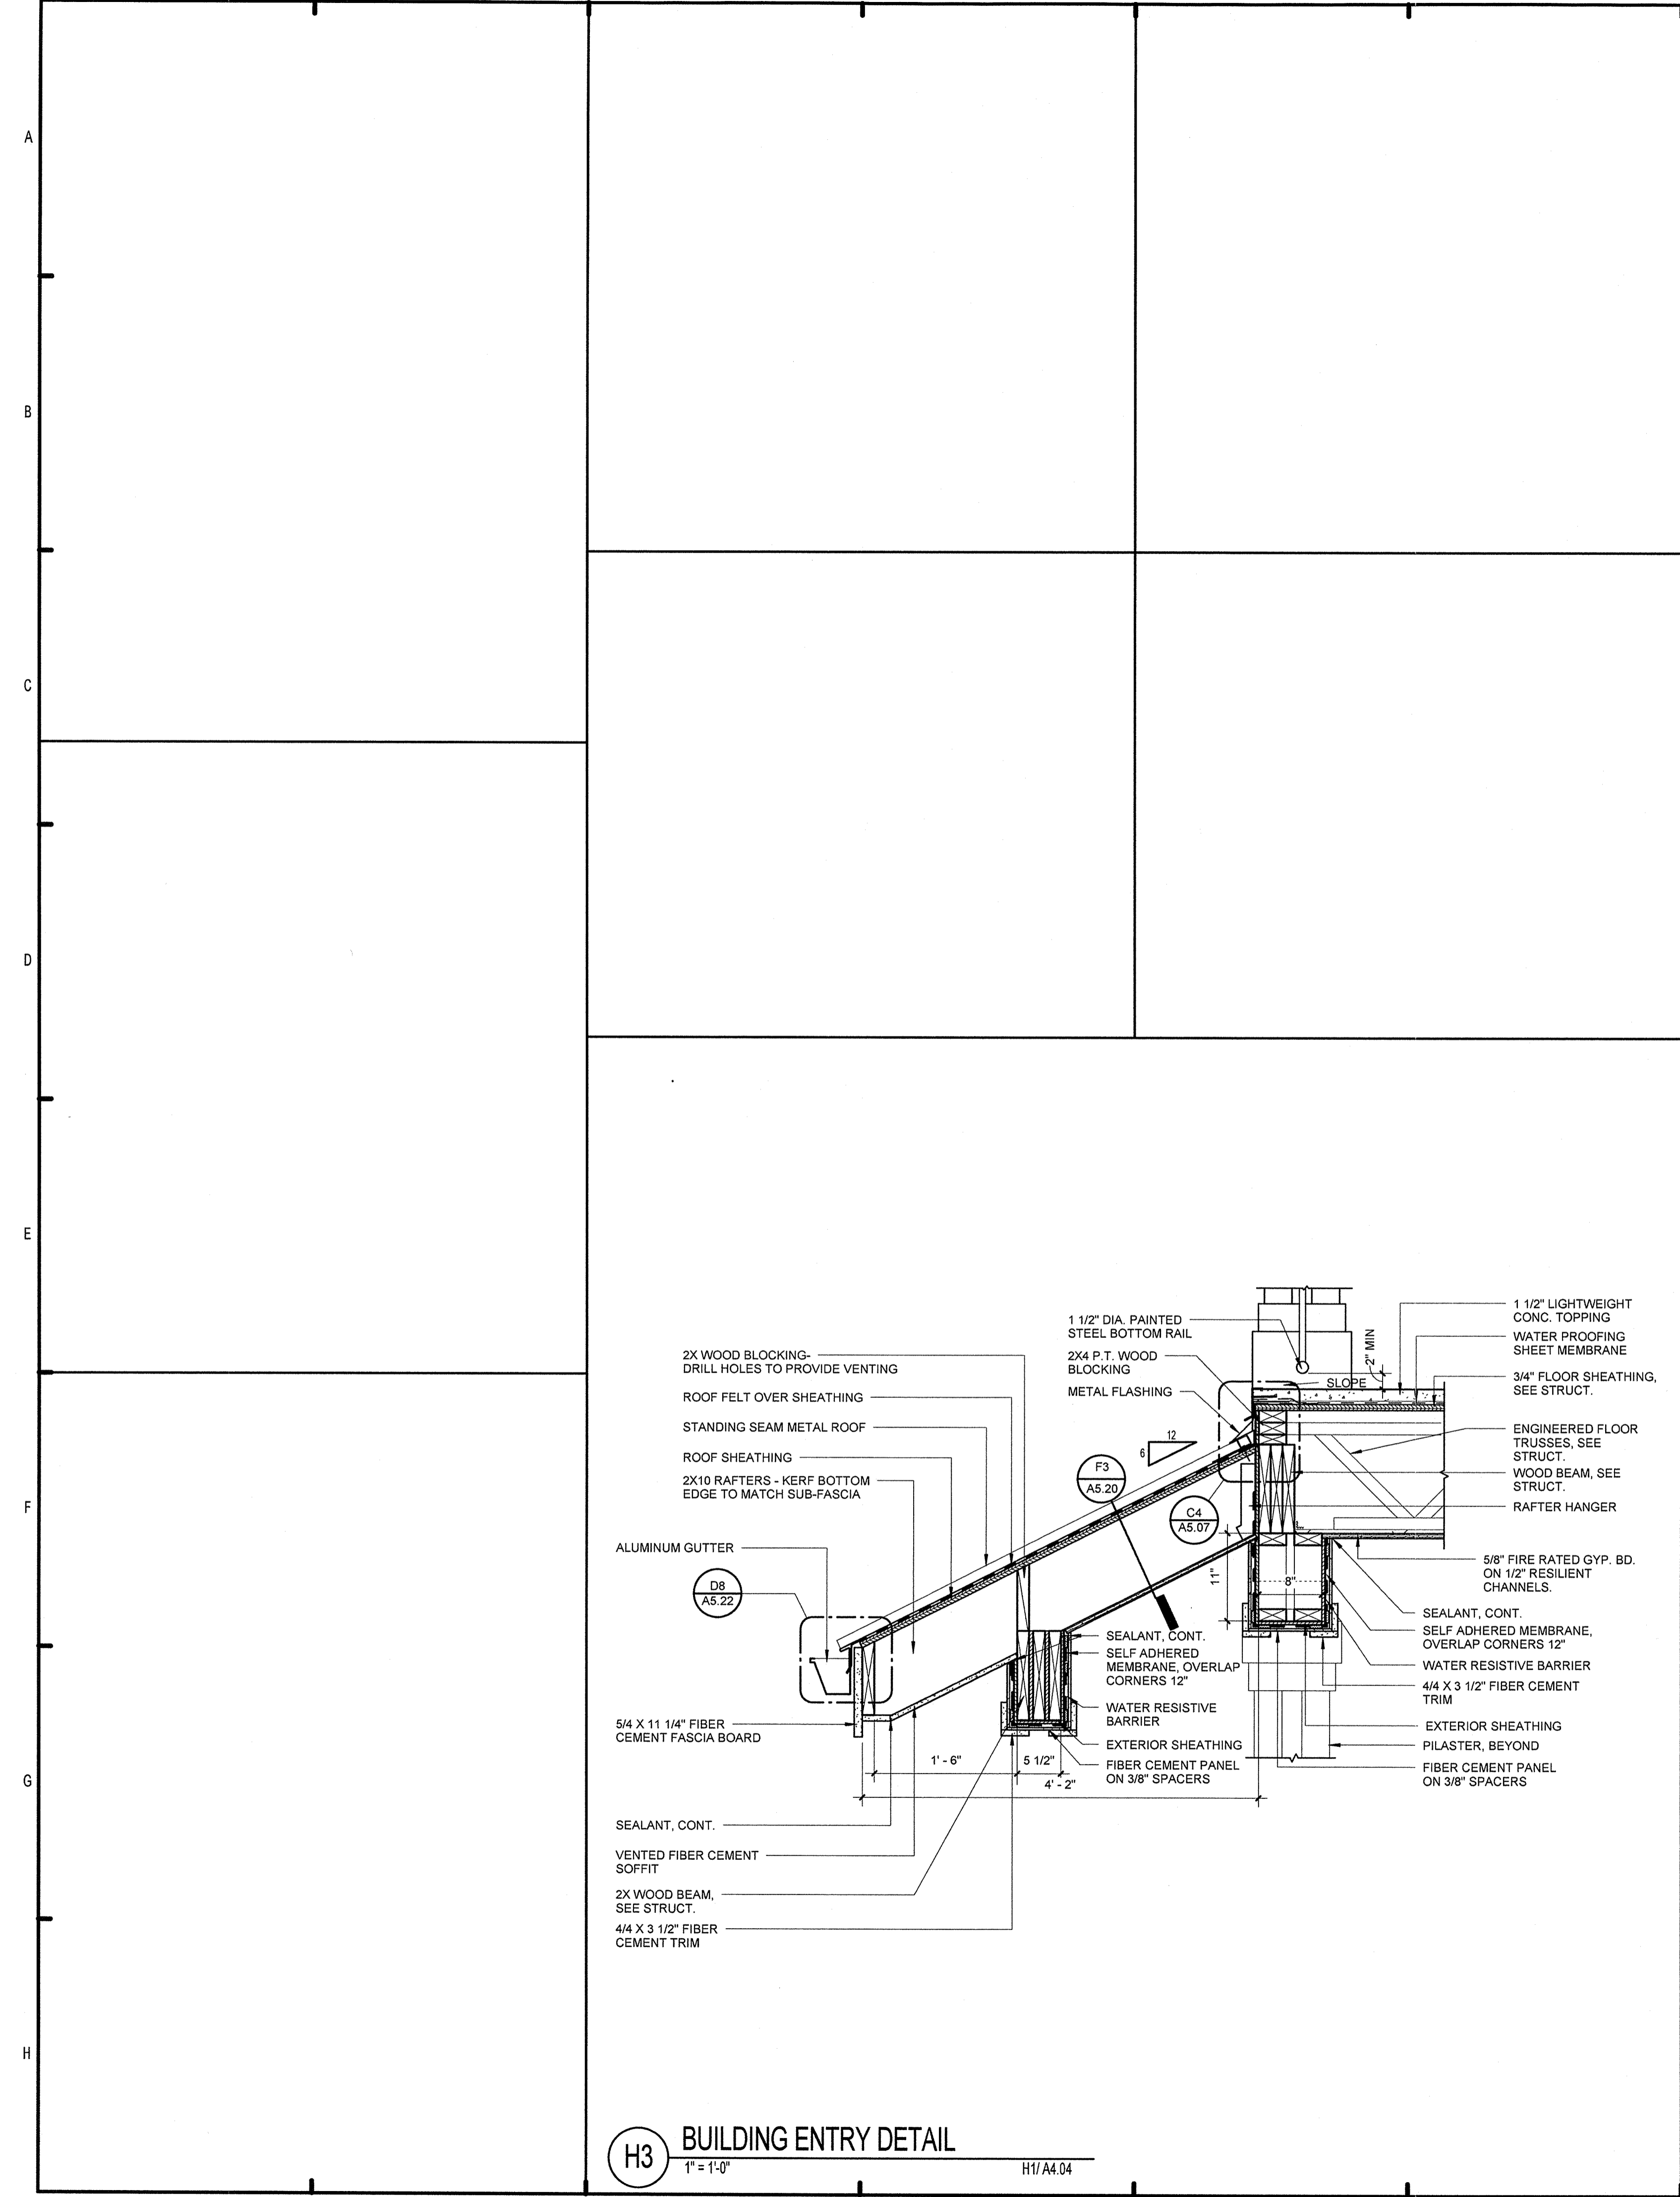 A
B
C
D
E
F
G
H
2X WOOD BLOCKING-
DRILL HOLES TO PROVIDE VENTING
ROOF FELT OVER SHEATHING
STANDING SEAM METAL ROOF
ROOF SHEATHING
2X10 RAFTERS - KERF BOTTOM
EDGE TO MATCH SUB-FASCIA
ALUMINUM GUTTER
D8
A5.22
5/4 X 11 1/4" FIBER
CEMENT FASCIA BOARD
SEALANT, CONT.
VENTED FIBER CEMENT
SOFFIT
2X WOOD BEAM,
SEE STRUCT.
4/4 X 3 1/2" FIBER
CEMENT TRIM
1' - 6"
5 1/2"
4' - 2"
1 1/2" DIA. PAINTED
STEEL BOTTOM RAIL
2X4 P.T. WOOD
BLOCKING
METAL FLASHING
12
6
F3
A5.20
C4
A5.07
SLOPE
2" MIN
11"
8"
SEALANT, CONT.
SELF ADHERED
MEMBRANE, OVERLAP
CORNERS 12"
WATER RESISTIVE
BARRIER
EXTERIOR SHEATHING
FIBER CEMENT PANEL
ON 3/8" SPACERS
1 1/2" LIGHTWEIGHT
CONC. TOPPING
WATER PROOFING
SHEET MEMBRANE
3/4" FLOOR SHEATHING,
SEE STRUCT.
ENGINEERED FLOOR
TRUSSES, SEE
STRUCT.
WOOD BEAM, SEE
STRUCT.
RAFTER HANGER
5/8" FIRE RATED GYP. BD.
ON 1/2" RESILIENT
CHANNELS.
SEALANT, CONT.
SELF ADHERED MEMBRANE,
OVERLAP CORNERS 12"
WATER RESISTIVE BARRIER
4/4 X 3 1/2" FIBER CEMENT
TRIM
EXTERIOR SHEATHING
PILASTER, BEYOND
FIBER CEMENT PANEL
ON 3/8" SPACERS
H3
BUILDING ENTRY DETAIL
1" = 1'-0"
H1/ A4.04